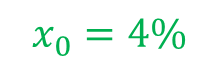 x₀ = 4%